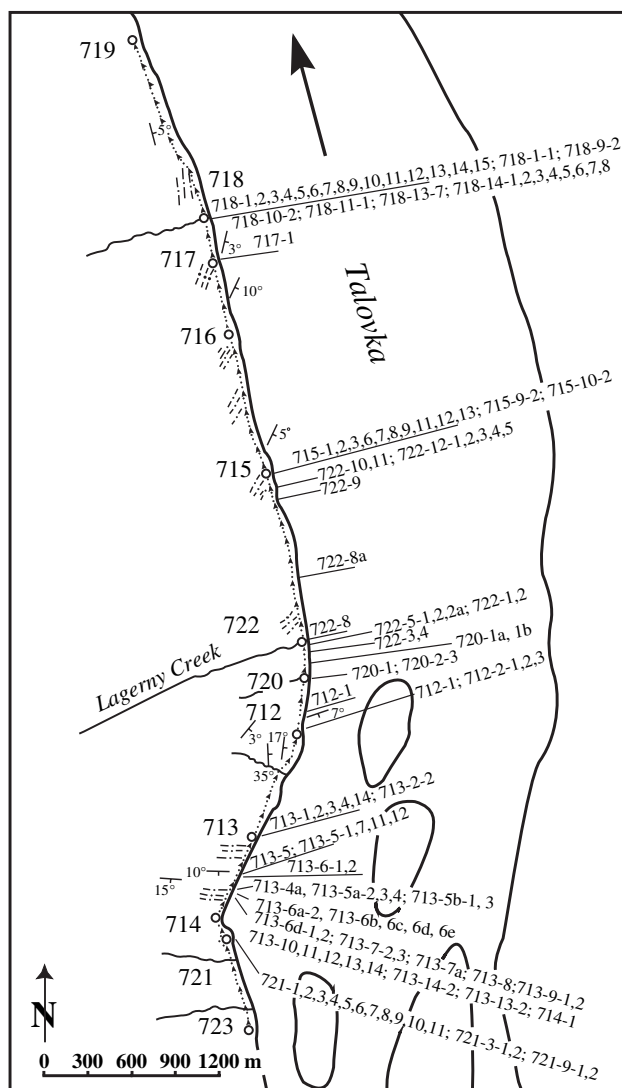 719
5°
718
718-1,2,3,4,5,6,7,8,9,10,11,12,13,14,15; 718-1-1; 718-9-2
718-10-2; 718-11-1; 718-13-7; 718-14-1,2,3,4,5,6,7,8
3°
717-1
717
10°
Talovka
716
5°
715-1,2,3,6,7,8,9,11,12,13; 715-9-2; 715-10-2
715
722-10,11; 722-12-1,2,3,4,5
722-9
722-8a
722
722-8
722-5-1,2,2a; 722-1,2
722-3,4
720-1a, 1b
Lagerny Creek
720
720-1; 720-2-3
712-1
712-1; 712-2-1,2,3
712
7°
3°
17°
35°
713-1,2,3,4,14; 713-2-2
713
713-5; 713-5-1,7,11,12
713-6-1,2
10°
15°
713-4a, 713-5a-2,3,4; 713-5b-1, 3
713-6a-2, 713-6b, 6c, 6d, 6e
713-6d-1,2; 713-7-2,3; 713-7a; 713-8;713-9-1,2
713-10,11,12,13,14; 713-14-2; 713-13-2; 714-1
714
721
721-1,2,3,4,5,6,7,8,9,10,11; 721-3-1,2; 721-9-1,2
723
N
0 300 600 900 1200 m